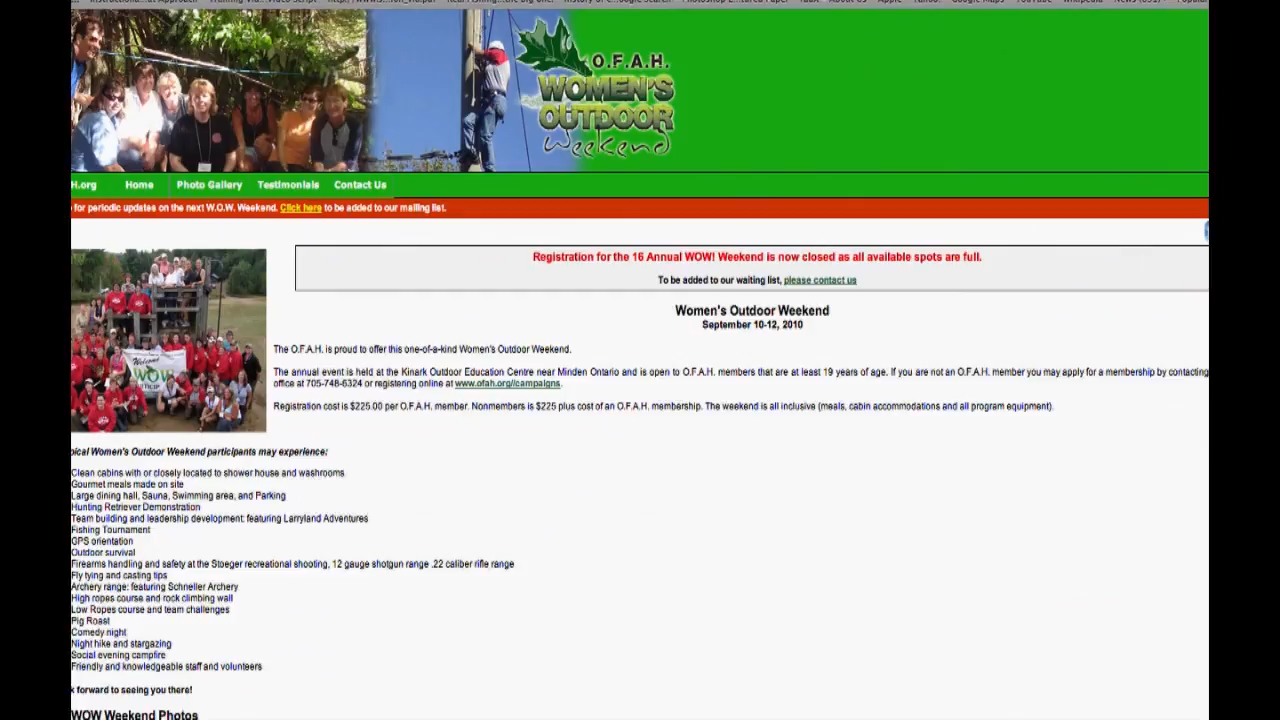 O.F.A.H.
WOMEN'S
OUTDOOR
Weekend
H.org Home Photo Gallery Testimonials Contact Us
for periodic updates on the next W.O.W. Weekend. Click here to be added to our mailing list.
Registration for the 16 Annual WOW! Weekend is now closed as all available spots are full.
To be added to our waiting list, please contact us
Women's Outdoor Weekend
September 10-12, 2010
The O.F.A.H. is proud to offer this one-of-a-kind Women's Outdoor Weekend.
The annual event is held at the Kinark Outdoor Education Centre near Minden Ontario and is open to O.F.A.H. members that are at least 19 years of age. If you are not an O.F.A.H. member you may apply for a membership by contacting
office at 705-748-6324 or registering online at www.ofah.org//campaigns.
Registration cost is $225.00 per O.F.A.H. member. Nonmembers is $225 plus cost of an O.F.A.H. membership. The weekend is all inclusive (meals, cabin accommodations and all program equipment).
Welcome
WOW
pical Women's Outdoor Weekend participants may experience:
Clean cabins with or closely located to shower house and washrooms
Gourmet meals made on site
Large dining hall, Sauna, Swimming area, and Parking
Hunting Retriever Demonstration
Team building and leadership development: featuring Larryland Adventures
Fishing Tournament
GPS orientation
Outdoor survival
Firearms handling and safety at the Stoeger recreational shooting, 12 gauge shotgun range .22 caliber rifle range
Fly tying and casting tips
Archery range: featuring Schneller Archery
High ropes course and rock climbing wall
Low Ropes course and team challenges
Pig Roast
Comedy night
Night hike and stargazing
Social evening campfire
Friendly and knowledgeable staff and volunteers
k forward to seeing you there!
WOW Weekend Photos